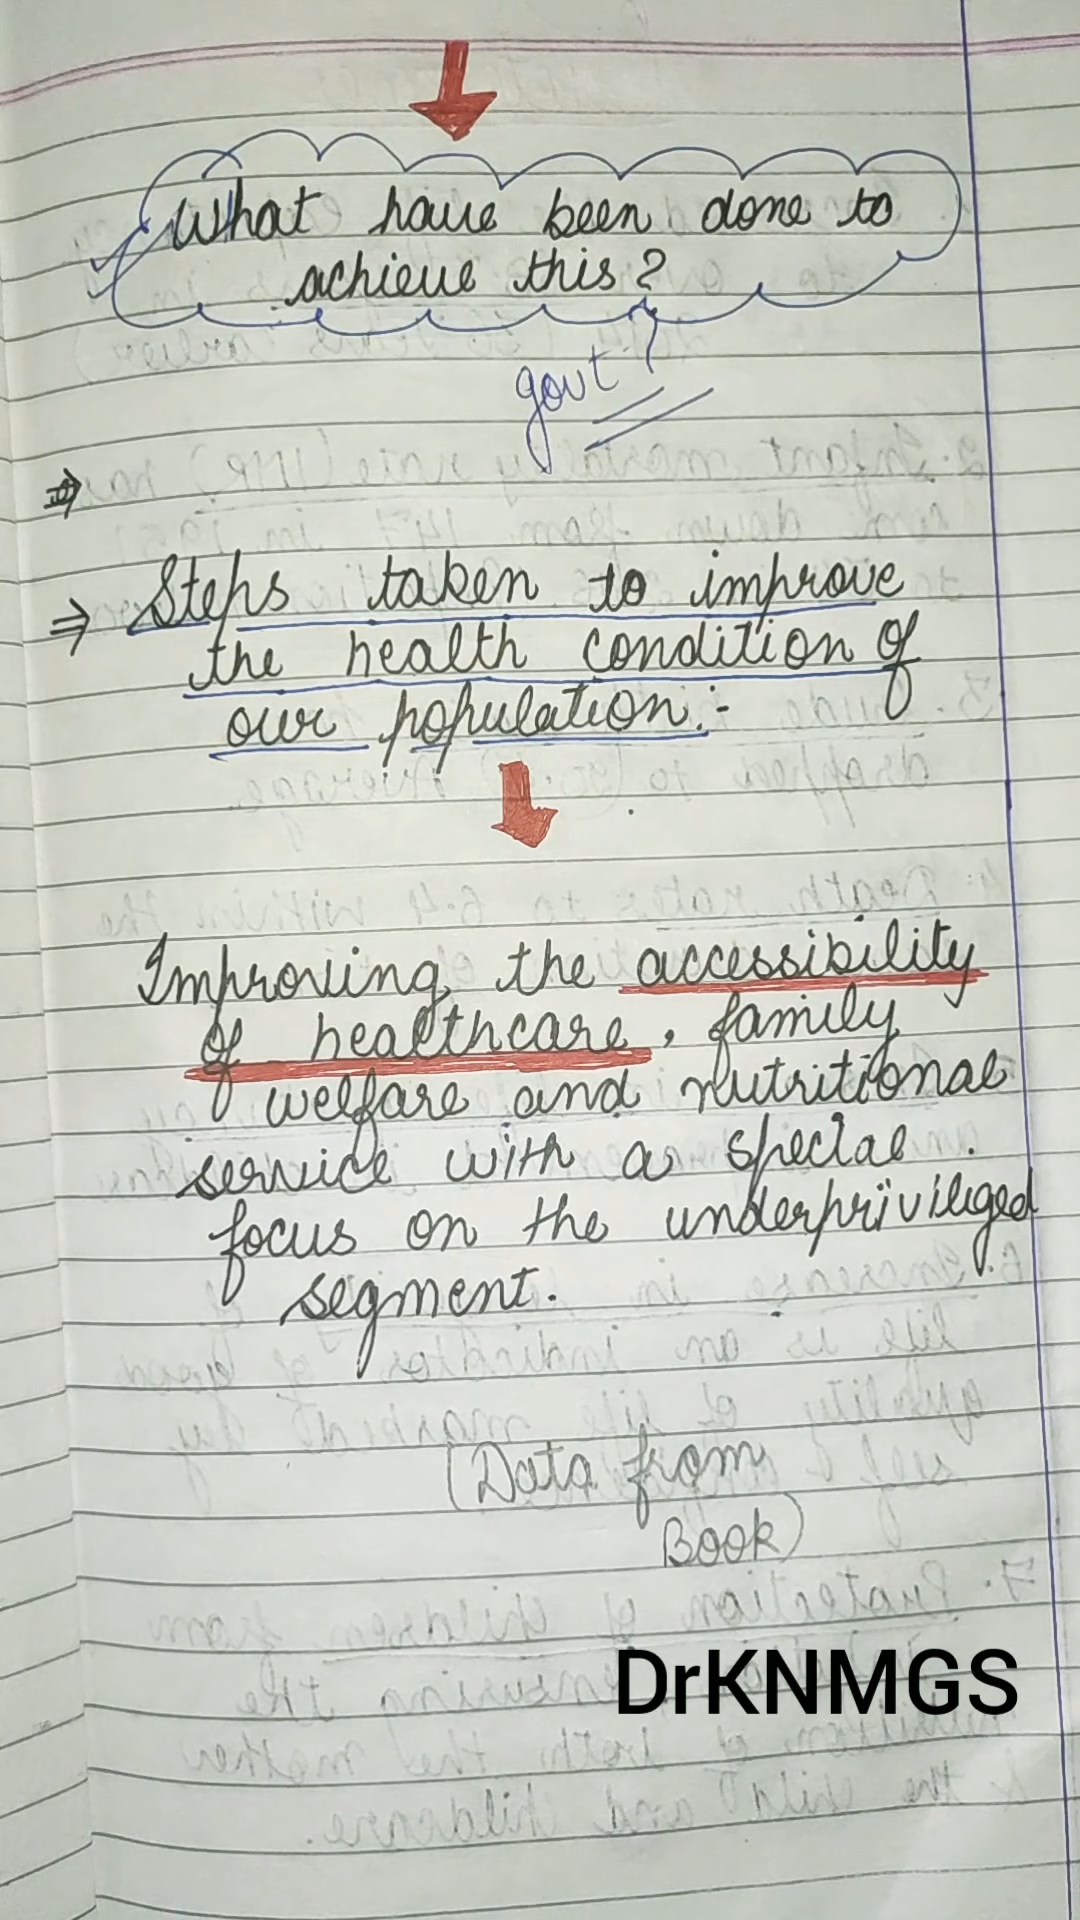 What have been done to
achieve this?
govt ?
⇒
⇒ Steps taken to improve
the health condition of
our population:-
Improving the accessibility
of healthcare, family
welfare and nutritional
service with a special
focus on the underpriviliged
segment.
(Data from
Book)
DrKNMGS